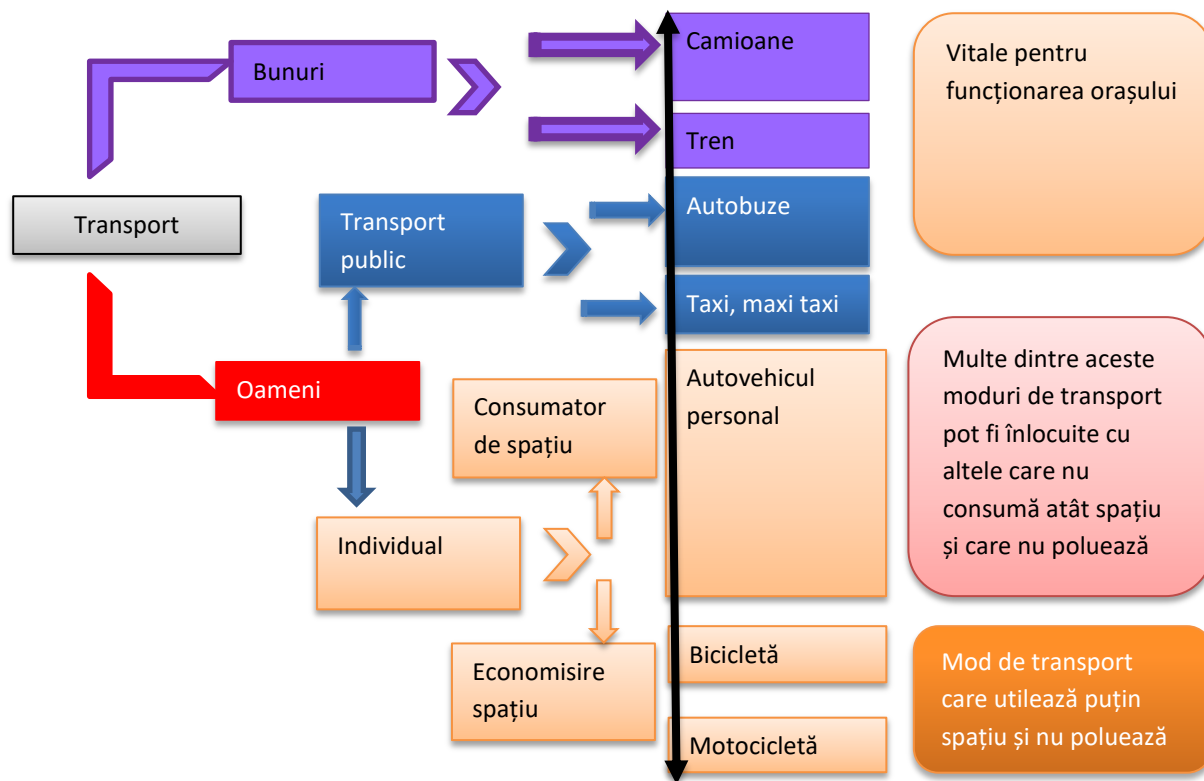 Camioane
Vitale pentru
funcționarea orașului
Bunuri
Tren
Transport
Transport
public
Autobuze
Taxi, maxi taxi
Oameni
Consumator
de spațiu
Autovehicul
personal
Multe dintre aceste
moduri de transport
pot fi înlocuite cu
altele care nu
consumă atât spațiu
și care nu poluează
Individual
Economisire
spațiu
Bicicletă
Motocicletă
Mod de transport
care utilează puțin
spațiu și nu poluează